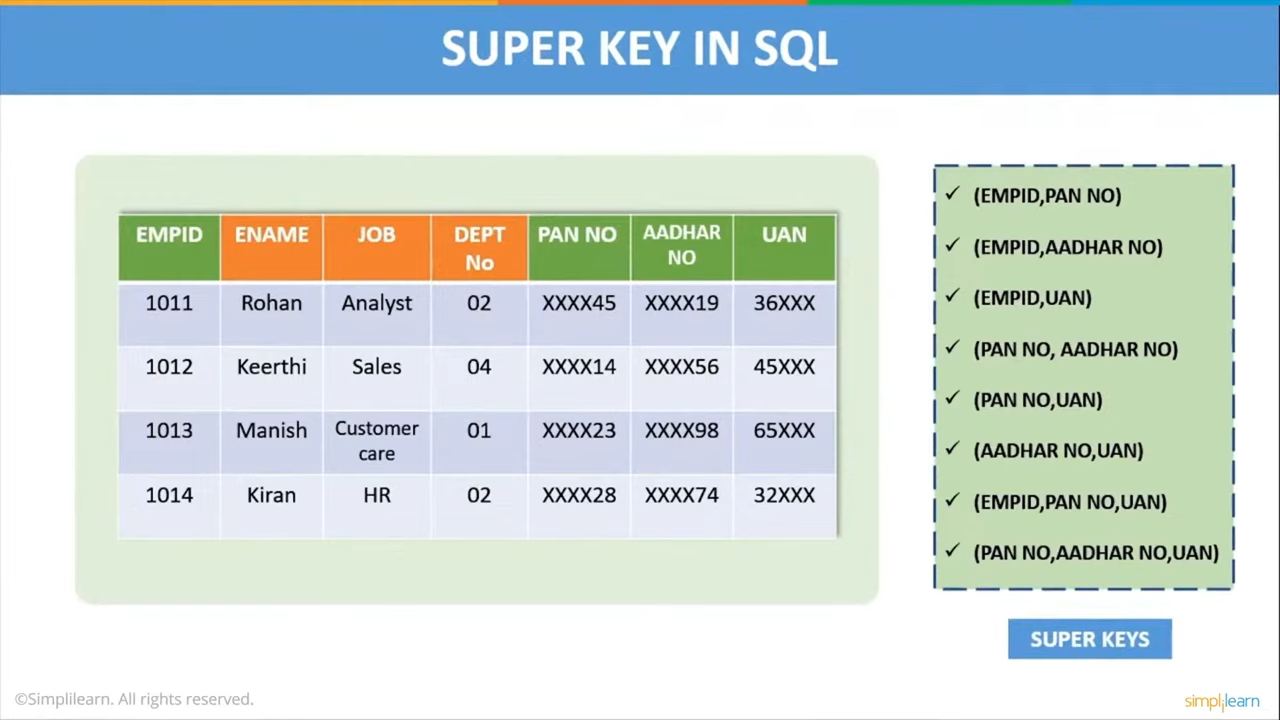 SUPER KEY IN SQL
EMPID ENAME JOB DEPT No PAN NO AADHAR NO UAN
1011 Rohan Analyst 02 XXXX45 XXXX19 36XXX
1012 Keerthi Sales 04 XXXX14 XXXX56 45XXX
1013 Manish Customer care 01 XXXX23 XXXX98 65XXX
1014 Kiran HR 02 XXXX28 XXXX74 32XXX
✓ (EMPID,PAN NO)
✓ (EMPID,AADHAR NO)
✓ (EMPID,UAN)
✓ (PAN NO, AADHAR NO)
✓ (PAN NO,UAN)
✓ (AADHAR NO,UAN)
✓ (EMPID,PAN NO,UAN)
✓ (PAN NO,AADHAR NO,UAN)
SUPER KEYS
©Simplilearn. All rights reserved.
simplilearn